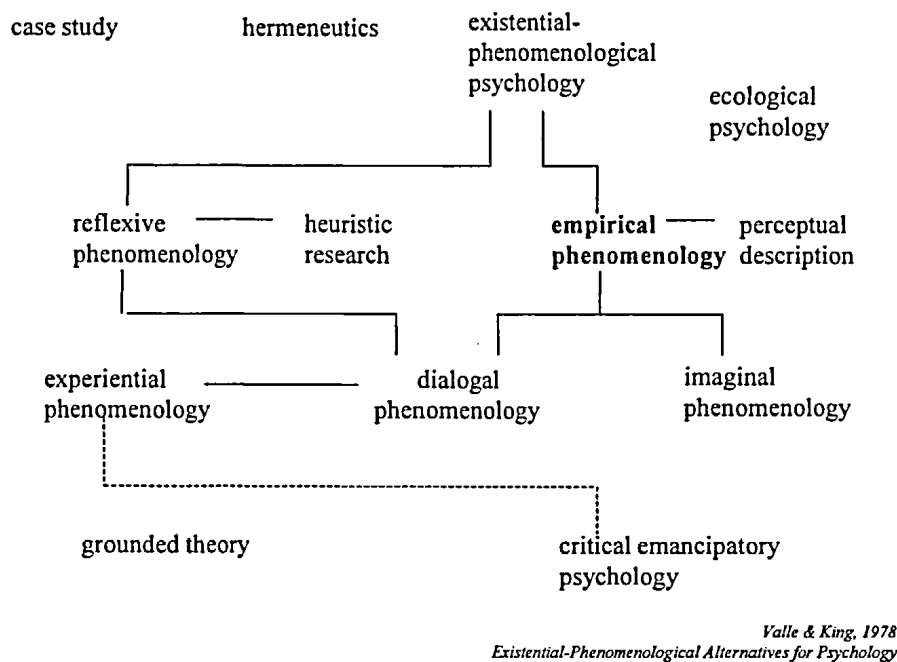 case study
hermeneutics
existential-
phenomenological
psychology
ecological
psychology
reflexive
phenomenology
heuristic
research
empirical
phenomenology
perceptual
description
experiential
phenomenology
dialogal
phenomenology
imaginal
phenomenology
grounded theory
critical emancipatory
psychology
Valle & King, 1978
Existential-Phenomenological Alternatives for Psychology